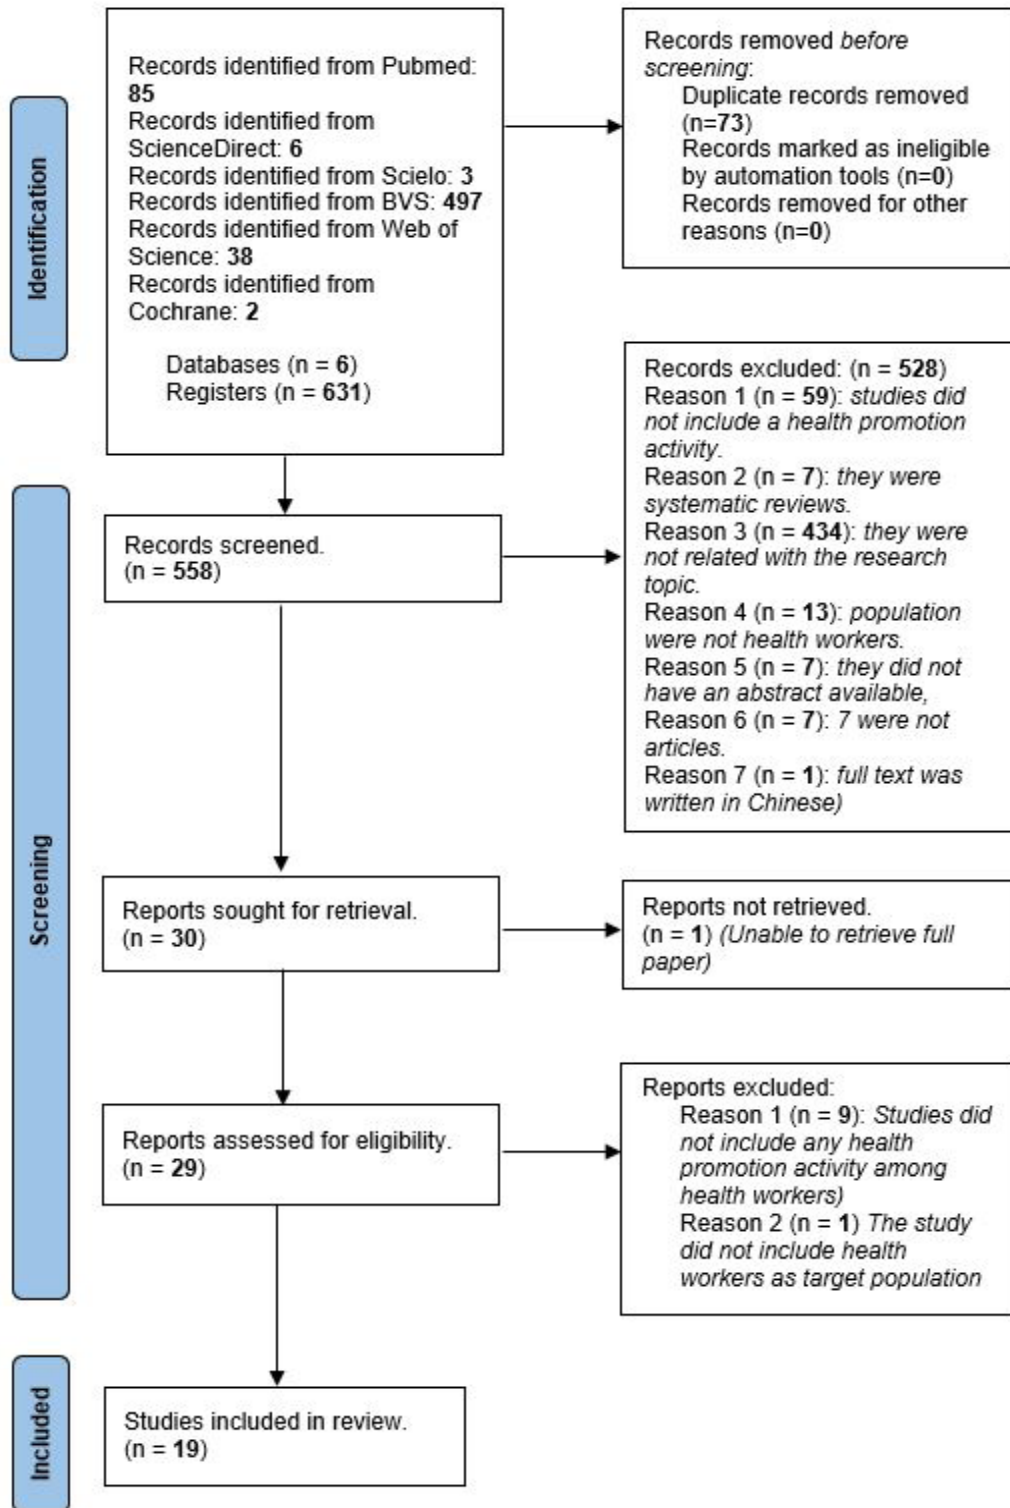 Identification
Records identified from Pubmed:
85
Records identified from
ScienceDirect: 6
Records identified from Scielo: 3
Records identified from BVS: 497
Records identified from Web of
Science: 38
Records identified from
Cochrane: 2
Databases (n = 6)
Registers (n = 631)
Records removed before
screening:
Duplicate records removed
(n=73)
Records marked as ineligible
by automation tools (n=0)
Records removed for other
reasons (n=0)
Screening
Records screened.
(n = 558)
Records excluded: (n = 528)
Reason 1 (n = 59): studies did
not include a health promotion
activity.
Reason 2 (n = 7): they were
systematic reviews.
Reason 3 (n = 434): they were
not related with the research
topic.
Reason 4 (n = 13): population
were not health workers.
Reason 5 (n = 7): they did not
have an abstract available,
Reason 6 (n = 7): 7 were not
articles.
Reason 7 (n = 1): full text was
written in Chinese)
Reports sought for retrieval.
(n = 30)
Reports not retrieved.
(n = 1) (Unable to retrieve full
paper)
Reports assessed for eligibility.
(n = 29)
Reports excluded:
Reason 1 (n = 9): Studies did
not include any health
promotion activity among
health workers)
Reason 2 (n = 1) The study
did not include health
workers as target population
Included
Studies included in review.
(n = 19)